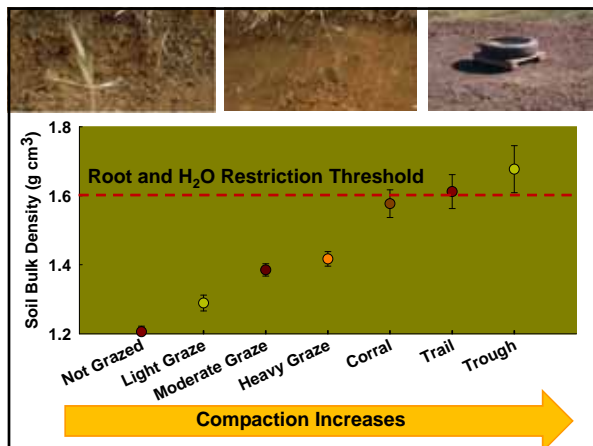 Soil Bulk Density (g cm³)
1.8
1.6
1.4
1.2
Root and H₂O Restriction Threshold
Not Grazed
Light Graze
Moderate Graze
Heavy Graze
Corral
Trail
Trough
Compaction Increases